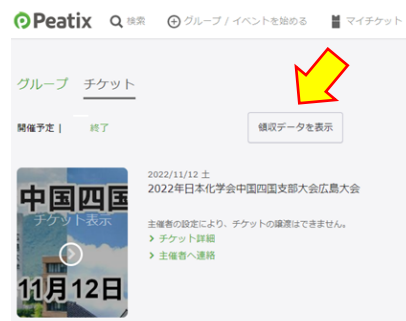 Peatix 検索 グループ / イベントを始める マイチケット
グループ チケット
開催予定 | 終了 領収データを表示
2022/11/12 土
2022年日本化学会中国四国支部大会広島大会
主催者の設定により、チケットの譲渡はできません。
チケット詳細
主催者へ連絡
中国四国
チケット表示
11月12日